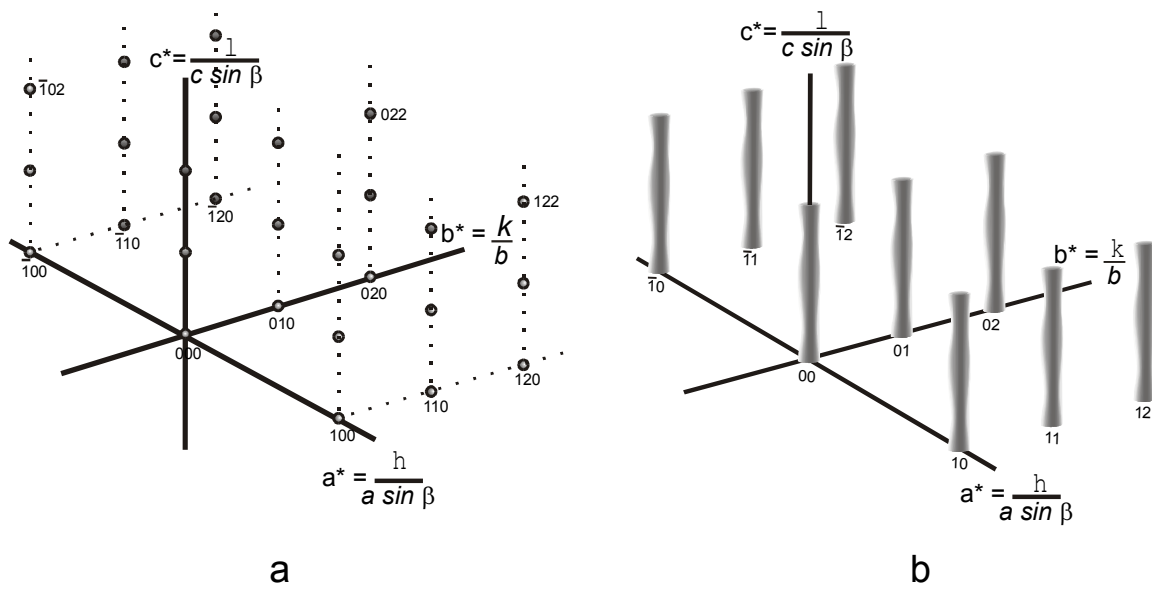 c* = l / c sin β
1̄02
022
122
1̄20
1̄10
b* = k / b
1̄00
020
010
000
120
110
100
a* = h / a sin β
a
c* = l / c sin β
1̄2
1̄1
b* = k / b
1̄0
02
01
00
12
11
10
a* = h / a sin β
b